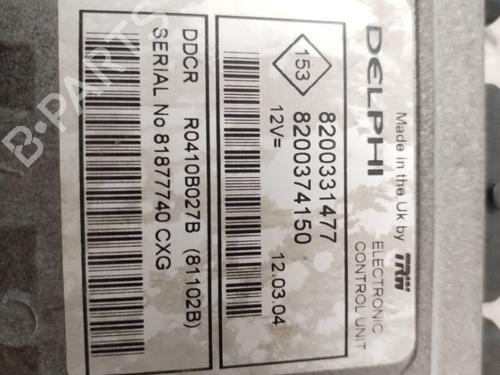 DELPHI
Made in the Uk by TRW
ELECTRONIC
CONTROL UNIT
153
8200331477
8200374150
12V=
12.03.04
DDCR R0410B027B (81102B)
SERIAL No 81877740 CXG
B-PARTS